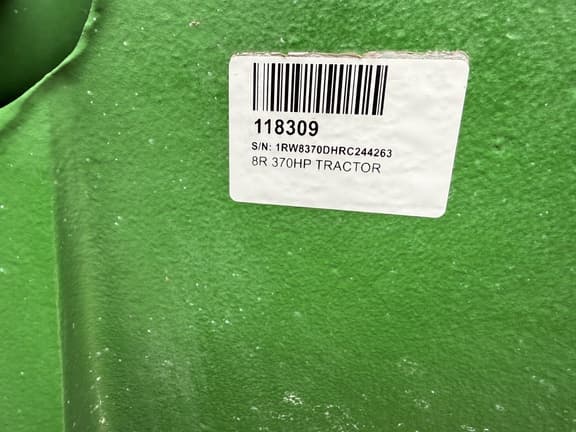 118309
S/N: 1RW8370DHRC244263
8R 370HP TRACTOR